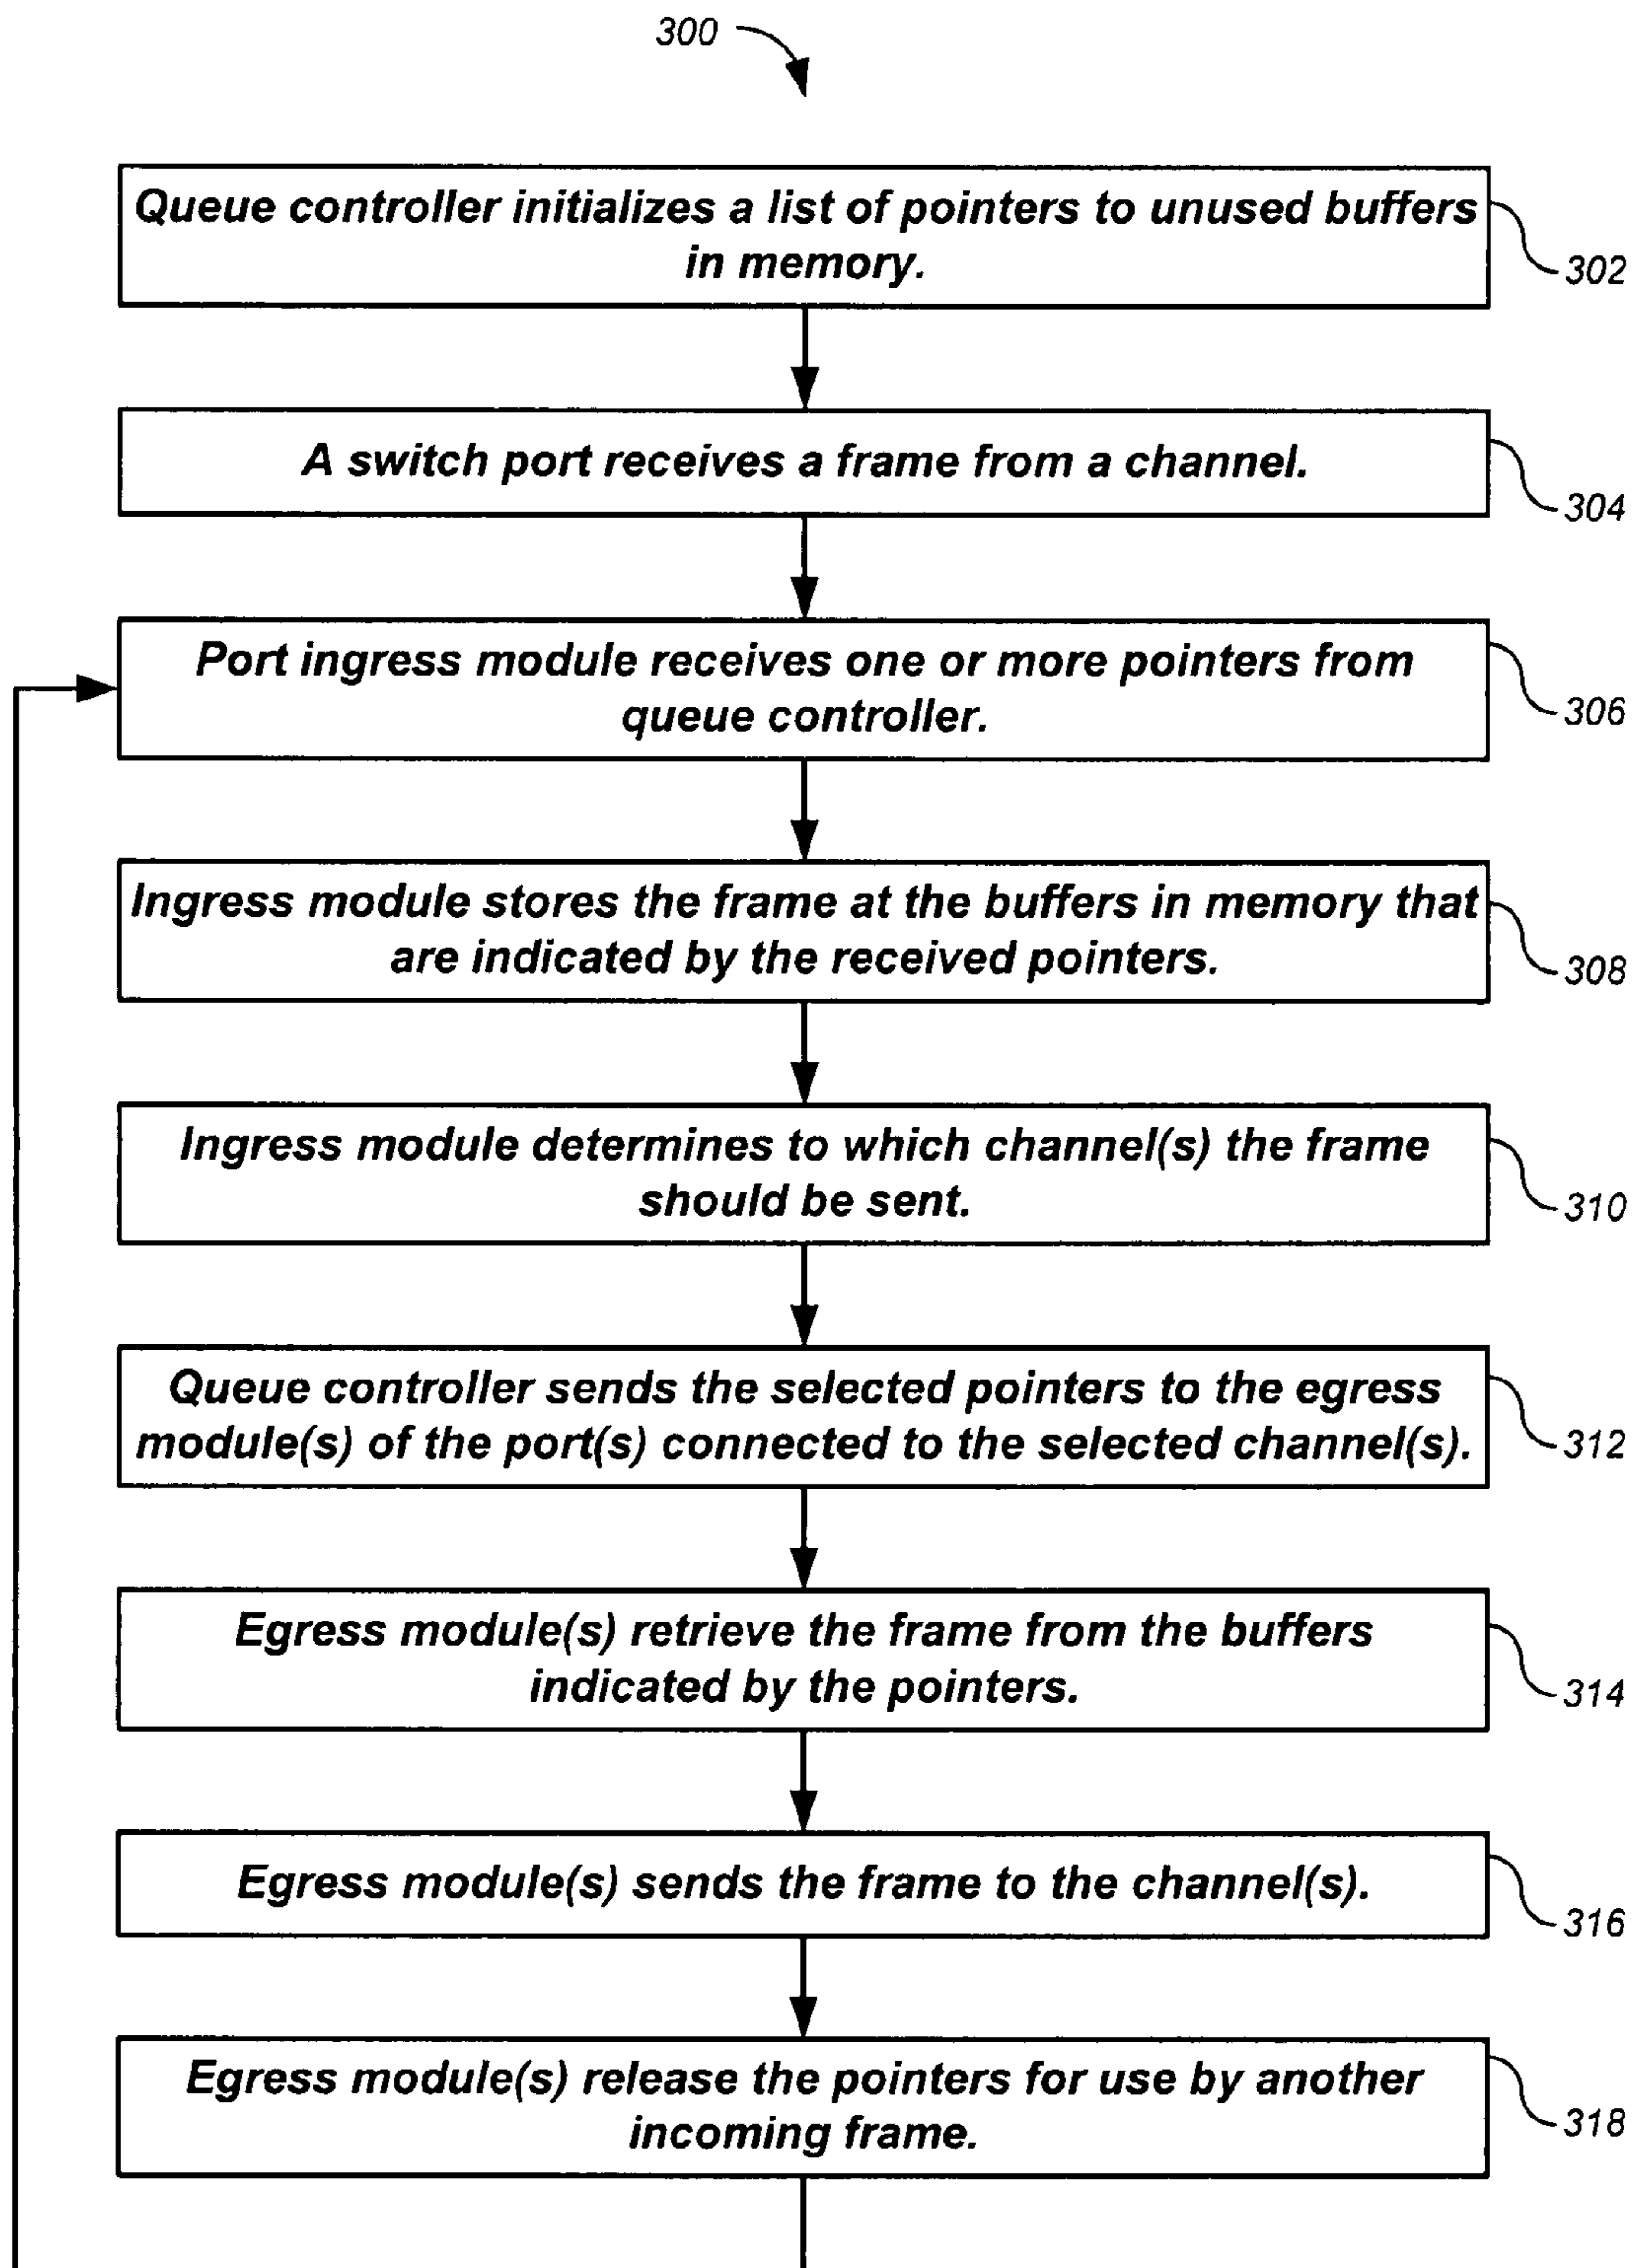 300
Queue controller initializes a list of pointers to unused buffers
in memory.
302
A switch port receives a frame from a channel.
304
Port ingress module receives one or more pointers from
queue controller.
306
Ingress module stores the frame at the buffers in memory that
are indicated by the received pointers.
308
Ingress module determines to which channel(s) the frame
should be sent.
310
Queue controller sends the selected pointers to the egress
module(s) of the port(s) connected to the selected channel(s).
312
Egress module(s) retrieve the frame from the buffers
indicated by the pointers.
314
Egress module(s) sends the frame to the channel(s).
316
Egress module(s) release the pointers for use by another
incoming frame.
318